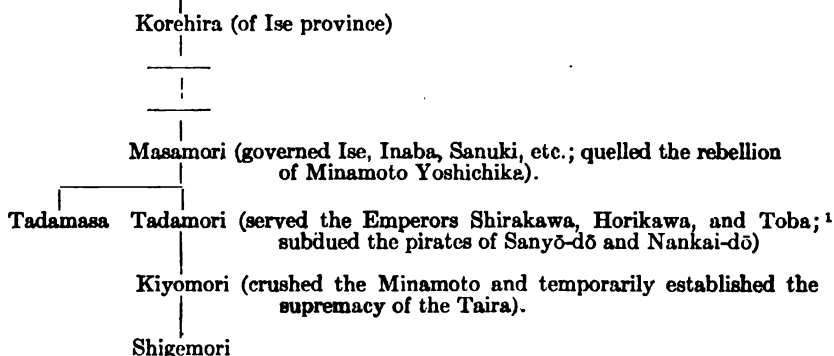 Korehira (of Ise province)
Masamori (governed Ise, Inaba, Sanuki, etc.; quelled the rebellion
of Minamoto Yoshichika).
Tadamasa Tadamori (served the Emperors Shirakawa, Horikawa, and Toba; ¹
subdued the pirates of Sanyō-dō and Nankai-dō)
Kiyomori (crushed the Minamoto and temporarily established the
supremacy of the Taira).
Shigemori